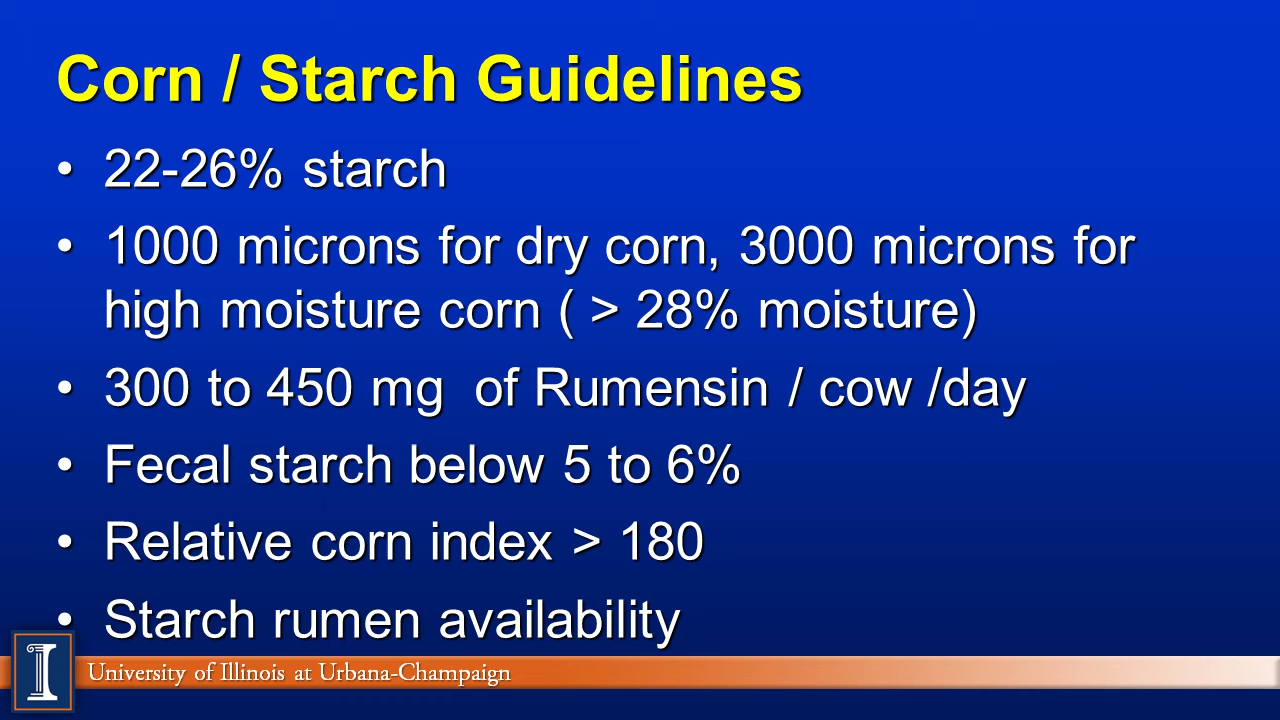 Corn / Starch Guidelines
• 22-26% starch
• 1000 microns for dry corn, 3000 microns for
high moisture corn ( > 28% moisture)
• 300 to 450 mg  of Rumensin / cow /day
• Fecal starch below 5 to 6%
• Relative corn index > 180
• Starch rumen availability
I
University of Illinois at Urbana-Champaign